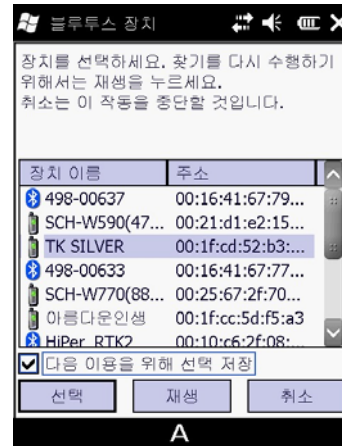 블루투스 장치
장치를 선택하세요. 찾기를 다시 수행하기
위해서는 재생을 누르세요.
취소는 이 작동을 중단할 것입니다.
장치 이름 주소
498-00637 00:16:41:67:79...
SCH-W590(47... 00:21:d1:e2:15...
TK SILVER 00:1f:cd:52:b3:...
498-00633 00:16:41:67:77...
SCH-W770(88... 00:25:67:2f:70...
아름다운인생 00:1f:cc:5d:f5:a3
HiPer_RTK2 00:10:c6:2f:08:...
다음 이용을 위해 선택 저장
선택 재생 취소
A